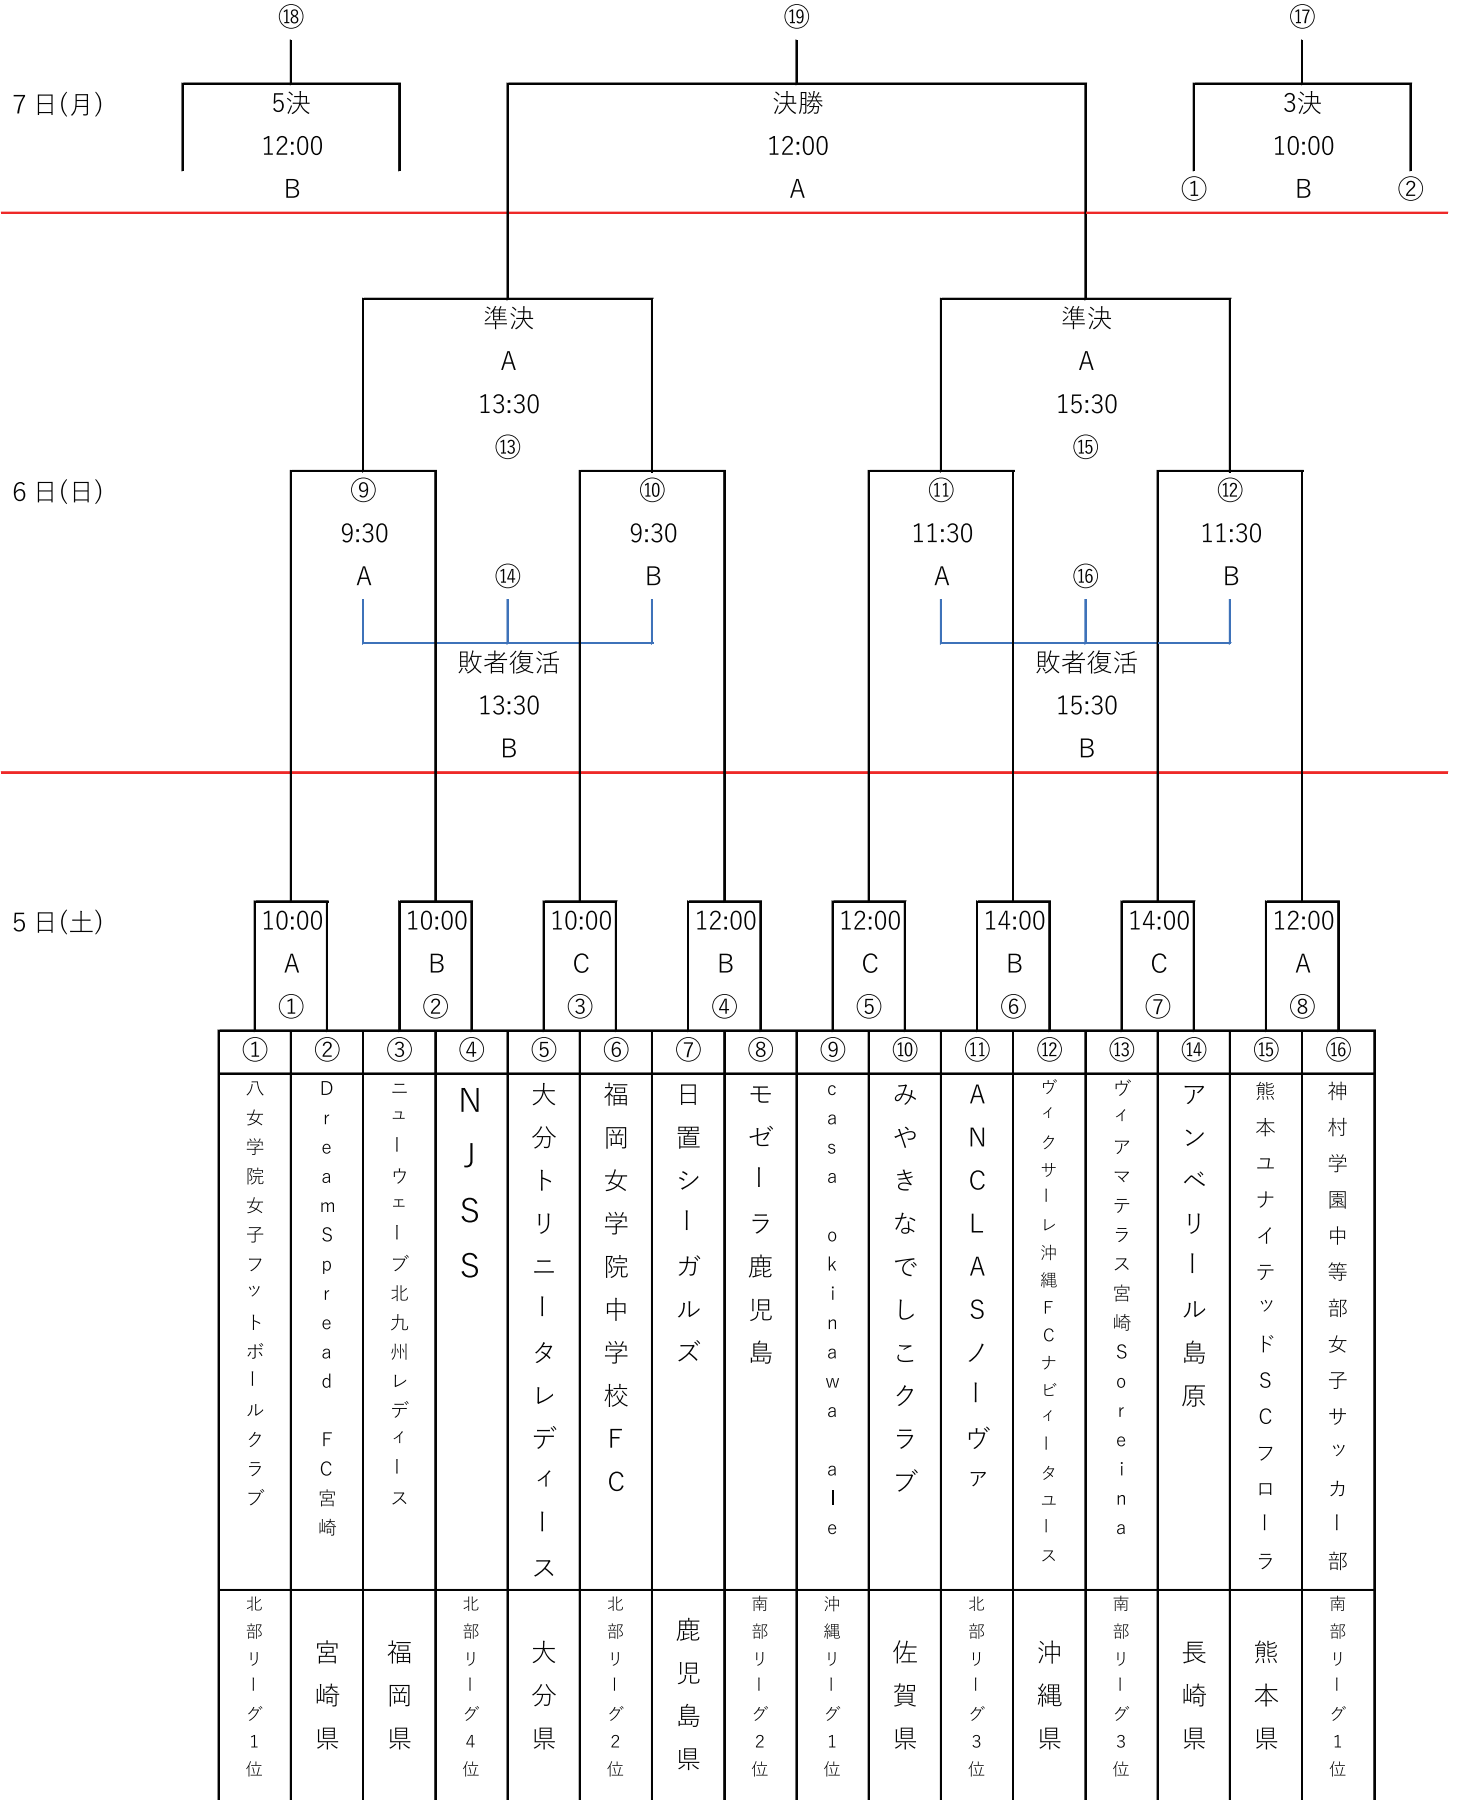 ⑱ ⑲ ⑰
7日(月) 5決 決勝 3決
12:00 12:00 10:00
B A ① B ②
準決 準決
A A
13:30 15:30
⑬ ⑮
6日(日) ⑨ ⑩ ⑪ ⑫
9:30 9:30 11:30 11:30
A ⑭ B A ⑯ B
敗者復活 敗者復活
13:30 15:30
B B
5日(土) 10:00 10:00 10:00 12:00 12:00 14:00 14:00 12:00
A B C B C B C A
① ② ③ ④ ⑤ ⑥ ⑦ ⑧
① ② ③ ④ ⑤ ⑥ ⑦ ⑧ ⑨ ⑩ ⑪ ⑫ ⑬ ⑭ ⑮ ⑯
八女学院女子フットボールクラブ
DreamSpread FC宮崎
ニューウェーブ北九州レディース
NJSS
大分トリニータレディース
福岡女学院中学校FC
日置シーガルズ
モゼーラ鹿児島
casa okinawa ale
みやきなでしこクラブ
ANCLASノーヴァ
ヴィクサーレ沖縄FCナビィータユース
ヴィアマテラス宮崎Soreina
アンベリール島原
熊本ユナイテッドSCフローラ
神村学園中等部女子サッカー部
北部リーグ1位
宮崎県
福岡県
北部リーグ4位
大分県
北部リーグ2位
鹿児島県
南部リーグ2位
沖縄リーグ1位
佐賀県
北部リーグ3位
沖縄県
南部リーグ3位
長崎県
熊本県
南部リーグ1位